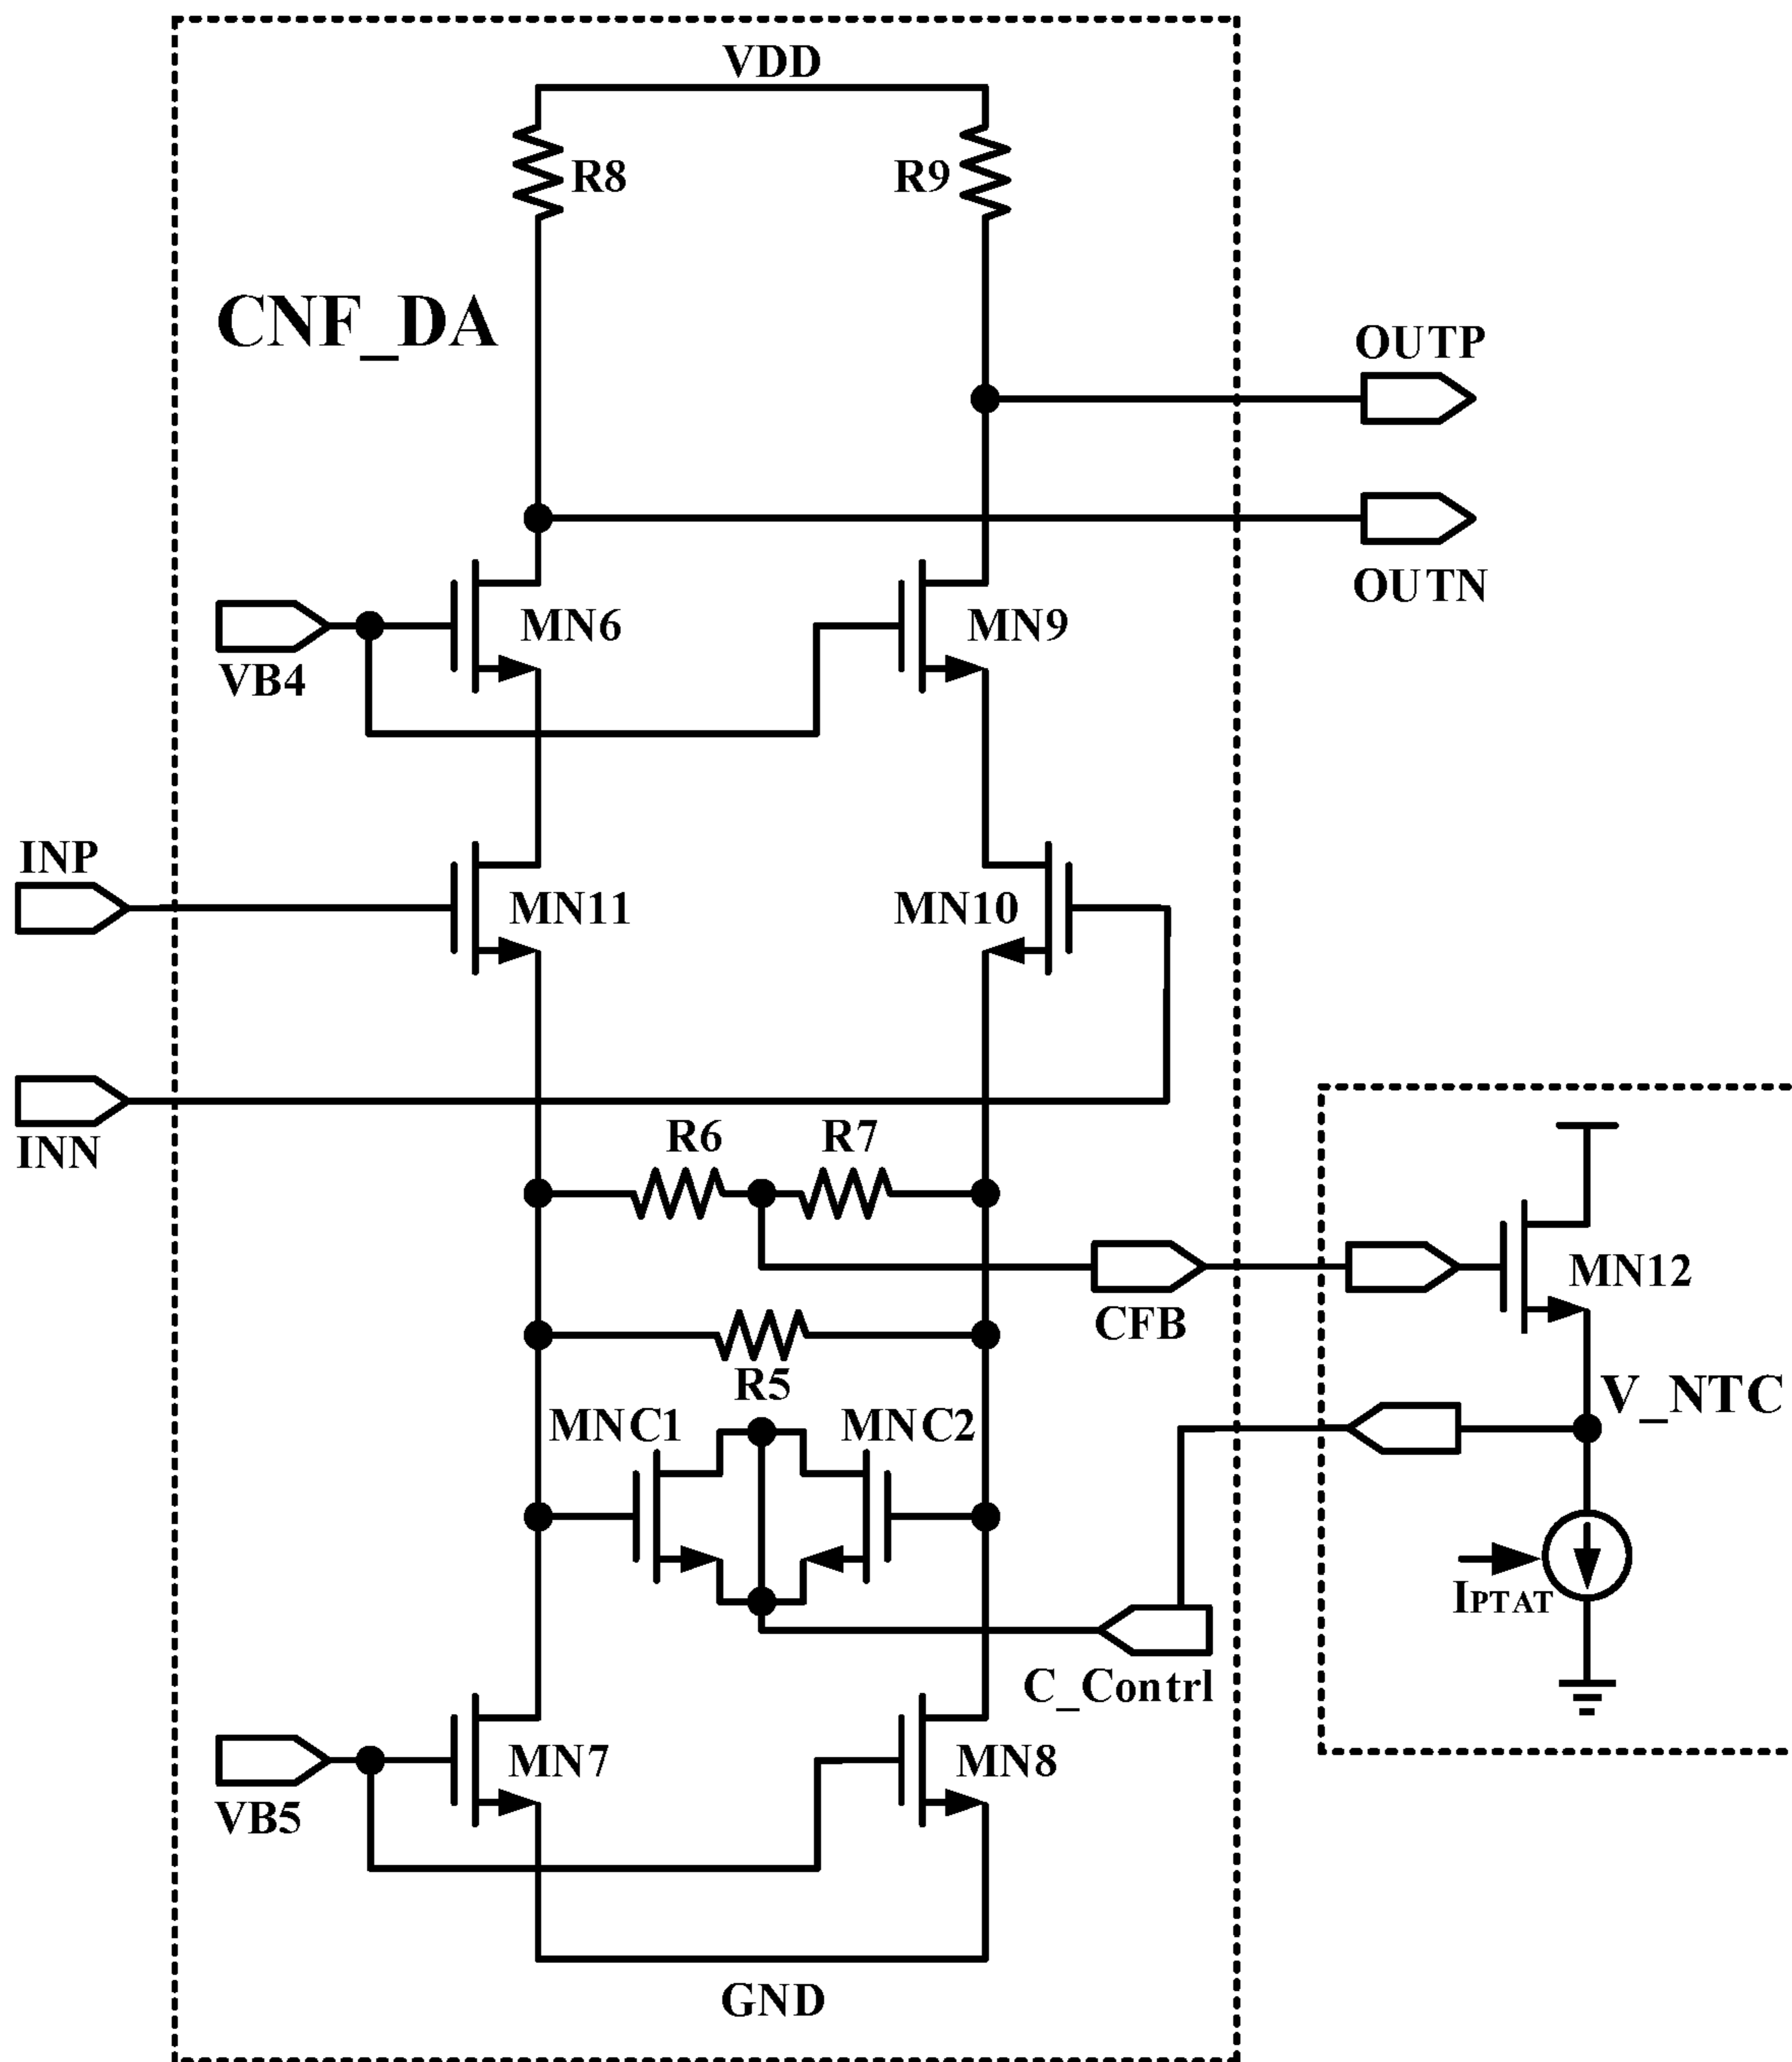 VDD
R8
R9
CNF_DA
OUTP
OUTN
MN6
MN9
VB4
INP
MN11
MN10
INN
R6
R7
CFB
MN12
R5
V_NTC
MNC1
MNC2
IPTAT
C_Contrl
MN7
MN8
VB5
GND